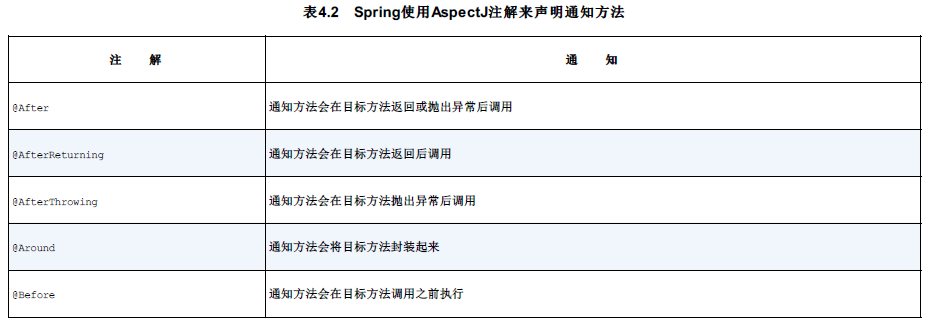 表4.2 Spring使用AspectJ注解来声明通知方法
注 解 通 知
@After 通知方法会在目标方法返回或抛出异常后调用
@AfterReturning 通知方法会在目标方法返回后调用
@AfterThrowing 通知方法会在目标方法抛出异常后调用
@Around 通知方法会将目标方法封装起来
@Before 通知方法会在目标方法调用之前执行